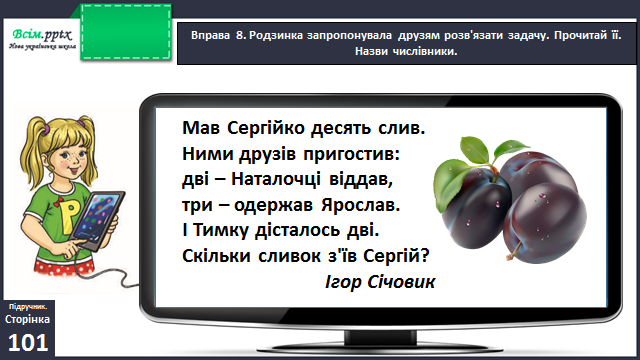 Всім.pptx
Нова українська школа
Вправа 8. Родзинка запропонувала друзям розв'язати задачу. Прочитай її.
Назви числівники.
Мав Сергійко десять слив.
Ними друзів пригостив:
дві – Наталочці віддав,
три – одержав Ярослав.
І Тимку дісталось дві.
Скільки сливок з'їв Сергій?
Ігор Січовик
Підручник.
Сторінка
101